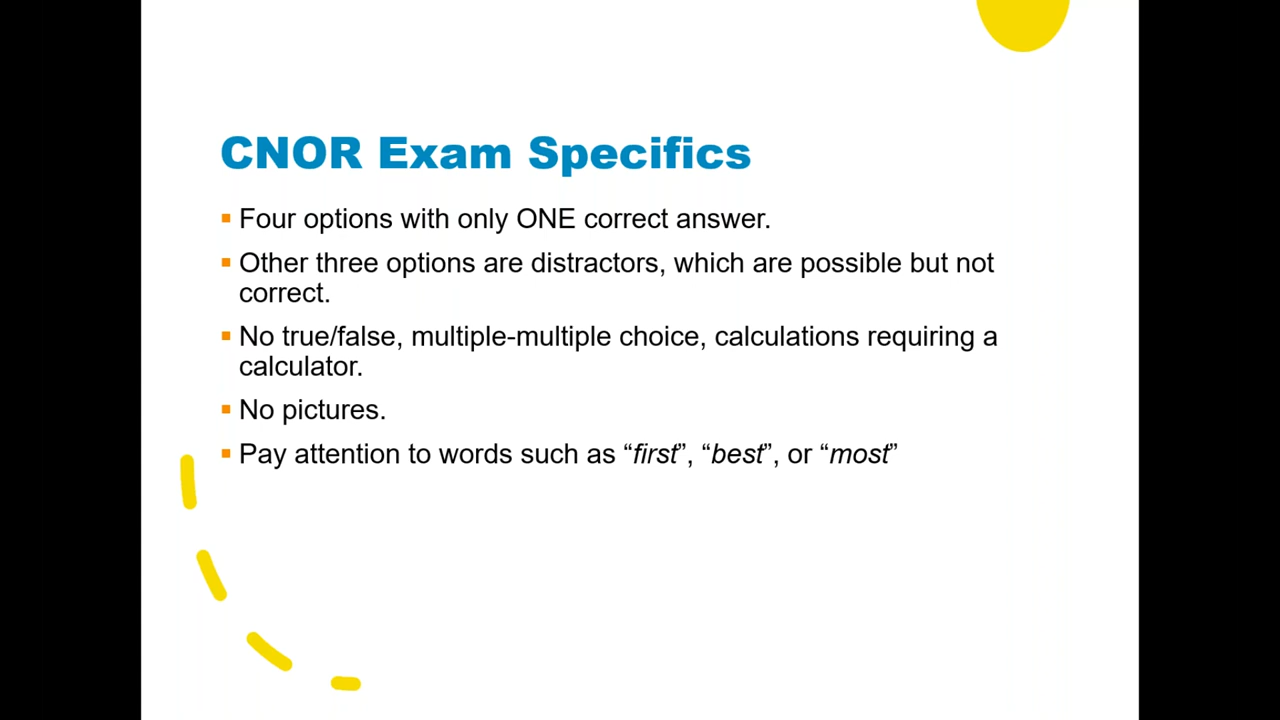 CNOR Exam Specifics
▪ Four options with only ONE correct answer.
▪ Other three options are distractors, which are possible but not
correct.
▪ No true/false, multiple-multiple choice, calculations requiring a
calculator.
▪ No pictures.
▪ Pay attention to words such as “first”, “best”, or “most”